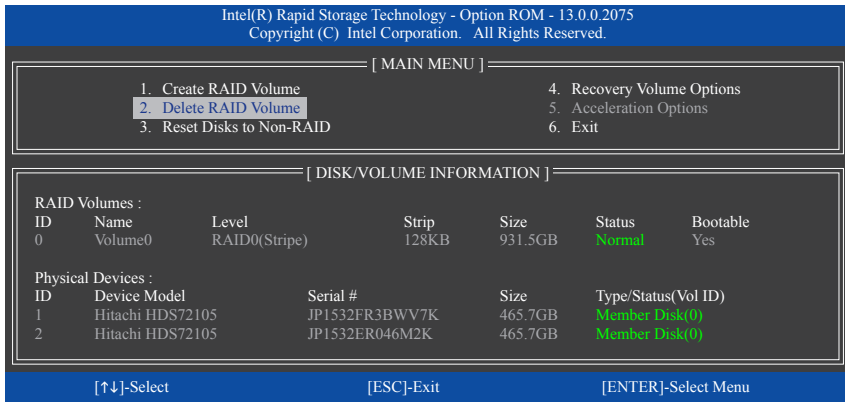 Intel(R) Rapid Storage Technology - Option ROM - 13.0.0.2075
Copyright (C) Intel Corporation. All Rights Reserved.
[ MAIN MENU ]
1. Create RAID Volume
2. Delete RAID Volume
3. Reset Disks to Non-RAID
4. Recovery Volume Options
5. Acceleration Options
6. Exit
[ DISK/VOLUME INFORMATION ]
RAID Volumes :
ID Name Level Strip Size Status Bootable
0 Volume0 RAID0(Stripe) 128KB 931.5GB Normal Yes
Physical Devices :
ID Device Model Serial # Size Type/Status(Vol ID)
1 Hitachi HDS72105 JP1532FR3BWV7K 465.7GB Member Disk(0)
2 Hitachi HDS72105 JP1532ER046M2K 465.7GB Member Disk(0)
[↑↓]-Select [ESC]-Exit [ENTER]-Select Menu